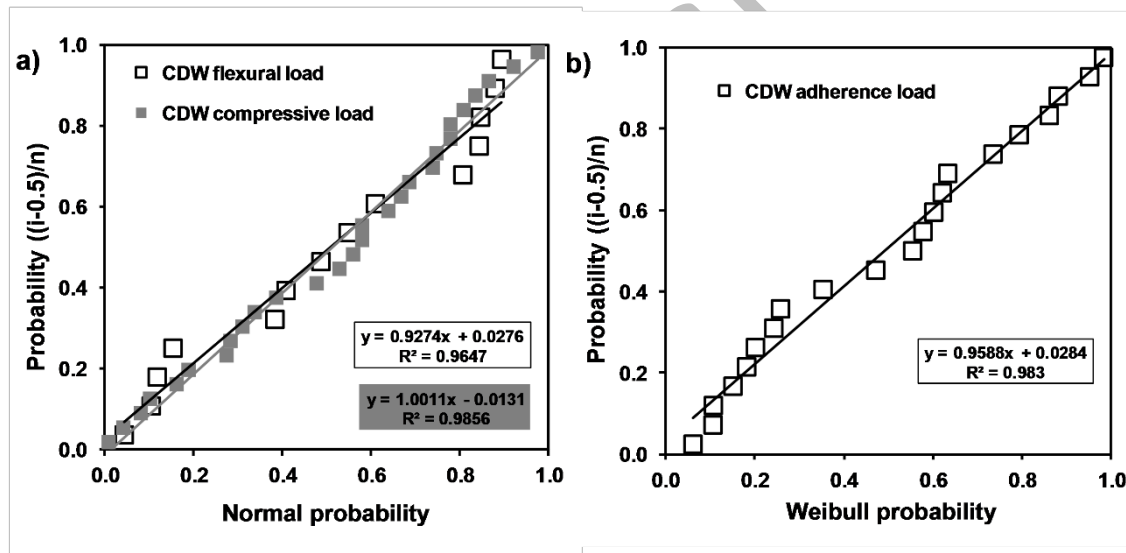 a)
CDW flexural load
CDW compressive load
Probability ((i-0.5)/n)
1.0
0.8
0.6
0.4
0.2
0.0
y = 0.9274x + 0.0276
R² = 0.9647
y = 1.0011x - 0.0131
R² = 0.9856
0.0 0.2 0.4 0.6 0.8 1.0
Normal probability
b)
CDW adherence load
Probability ((i-0.5)/n)
1.0
0.8
0.6
0.4
0.2
0.0
y = 0.9588x + 0.0284
R² = 0.983
0.0 0.2 0.4 0.6 0.8 1.0
Weibull probability